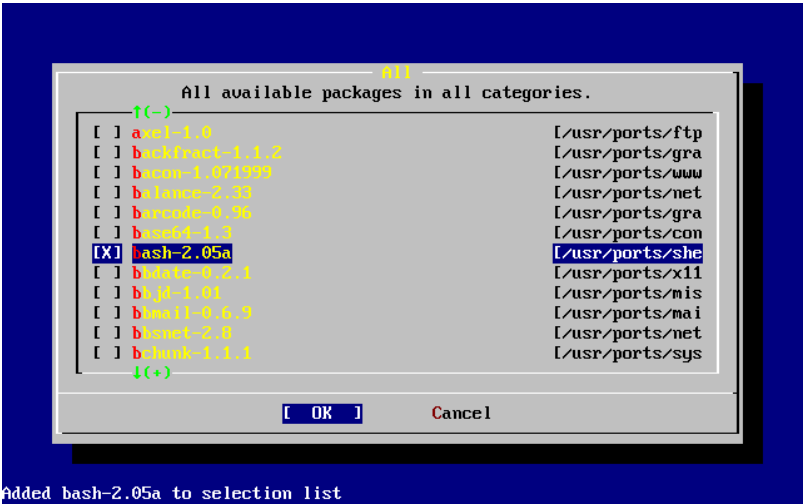 All
All available packages in all categories.
↑(-)
[ ] axel-1.0 [/usr/ports/ftp
[ ] backfract-1.1.2 [/usr/ports/gra
[ ] bacon-1.071999 [/usr/ports/www
[ ] balance-2.33 [/usr/ports/net
[ ] barcode-0.96 [/usr/ports/gra
[ ] base64-1.3 [/usr/ports/con
[X] bash-2.05a [/usr/ports/she
[ ] bbdate-0.2.1 [/usr/ports/x11
[ ] bbjd-1.01 [/usr/ports/mis
[ ] bbmail-0.6.9 [/usr/ports/mai
[ ] bbsnet-2.8 [/usr/ports/net
[ ] bchunk-1.1.1 [/usr/ports/sys
↓(+)
[ OK ] Cancel
Added bash-2.05a to selection list